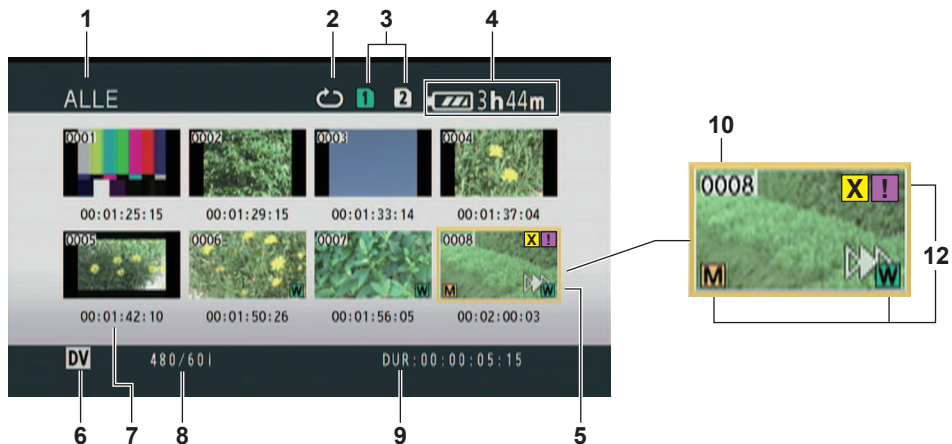 1 2 3 4
ALLE 1 2 3h44m
0001 0002 0003 0004
00:01:25:15 00:01:29:15 00:01:33:14 00:01:37:04
0005 0006 0007 0008 X !
W W M W
00:01:42:10 00:01:50:26 00:01:56:05 00:02:00:03
DV 480/60i DUR:00:00:05:15
6 7 8 9 5
10
0008 X !
M W
12